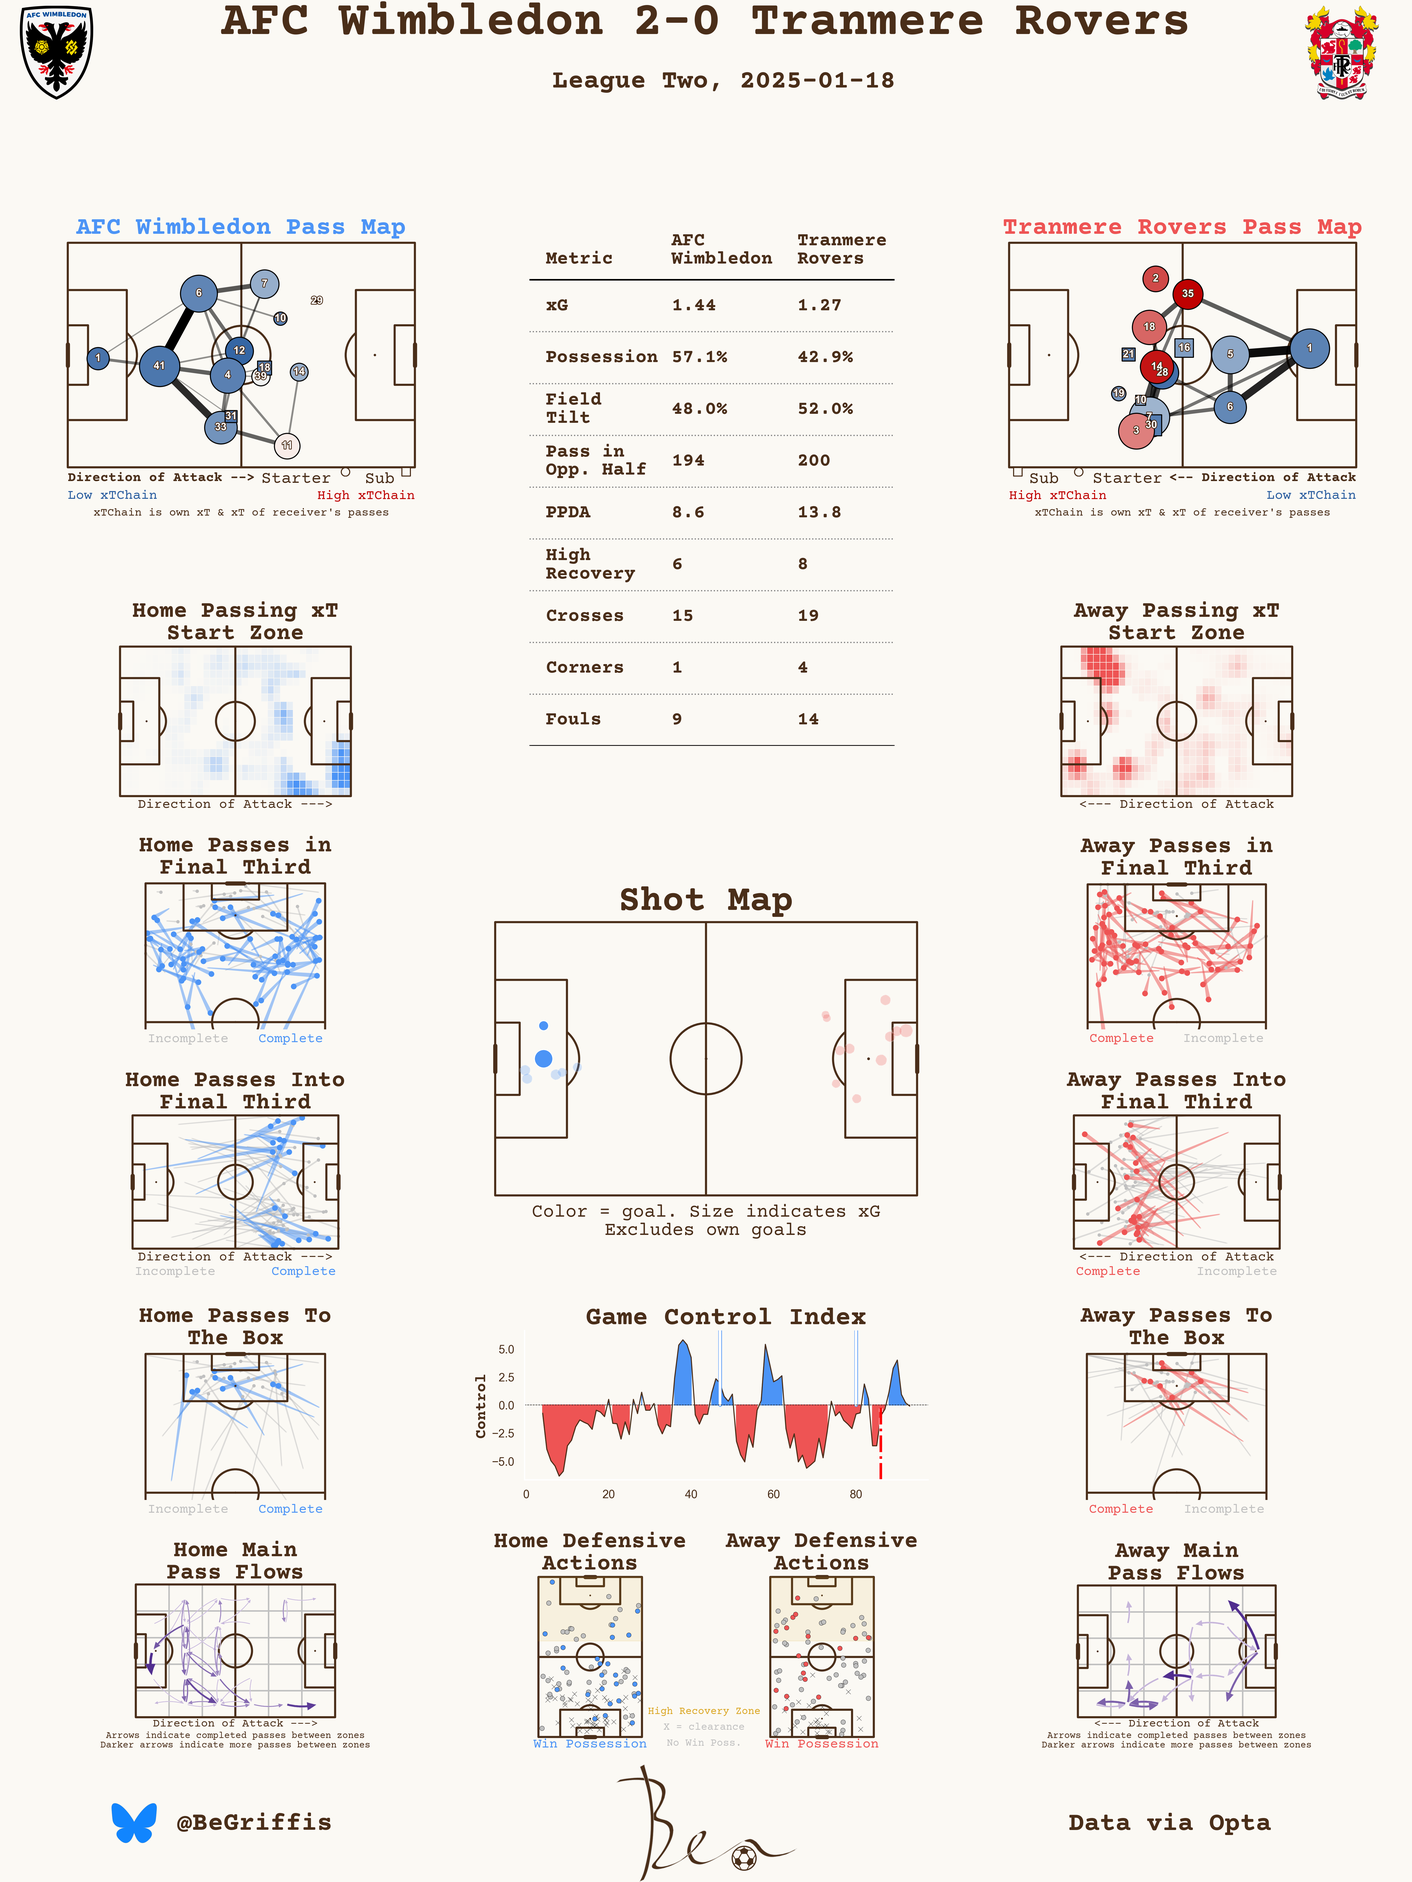 AFC WIMBLEDON
AFC Wimbledon 2-0 Tranmere Rovers
League Two, 2025-01-18
AFC Wimbledon Pass Map
6
7
29
10
12
1
41
4
18
39
14
31
33
11
Direction of Attack --> Starter Sub
Low xTChain High xTChain
xTChain is own xT & xT of receiver's passes
Metric AFC Wimbledon Tranmere Rovers
xG 1.44 1.27
Possession 57.1% 42.9%
Field Tilt 48.0% 52.0%
Pass in Opp. Half 194 200
PPDA 8.6 13.8
High Recovery 6 8
Crosses 15 19
Corners 1 4
Fouls 9 14
Tranmere Rovers Pass Map
2
35
18
16
21
5
1
14
28
19
10
7
6
3
30
Sub Starter <-- Direction of Attack
High xTChain Low xTChain
xTChain is own xT & xT of receiver's passes
Home Passing xT
Start Zone
Direction of Attack --->
Away Passing xT
Start Zone
<--- Direction of Attack
Home Passes in
Final Third
Incomplete Complete
Away Passes in
Final Third
Complete Incomplete
Shot Map
Color = goal. Size indicates xG
Excludes own goals
Home Passes Into
Final Third
Direction of Attack --->
Incomplete Complete
Away Passes Into
Final Third
<--- Direction of Attack
Complete Incomplete
Home Passes To
The Box
Incomplete Complete
Game Control Index
Control
5.0
2.5
0.0
−2.5
−5.0
0 20 40 60 80
Away Passes To
The Box
Complete Incomplete
Home Main
Pass Flows
Direction of Attack --->
Arrows indicate completed passes between zones
Darker arrows indicate more passes between zones
Home Defensive
Actions
Win Possession
High Recovery Zone
X = clearance
No Win Poss.
Away Defensive
Actions
Win Possession
Away Main
Pass Flows
<--- Direction of Attack
Arrows indicate completed passes between zones
Darker arrows indicate more passes between zones
@BeGriffis
Ben
Data via Opta